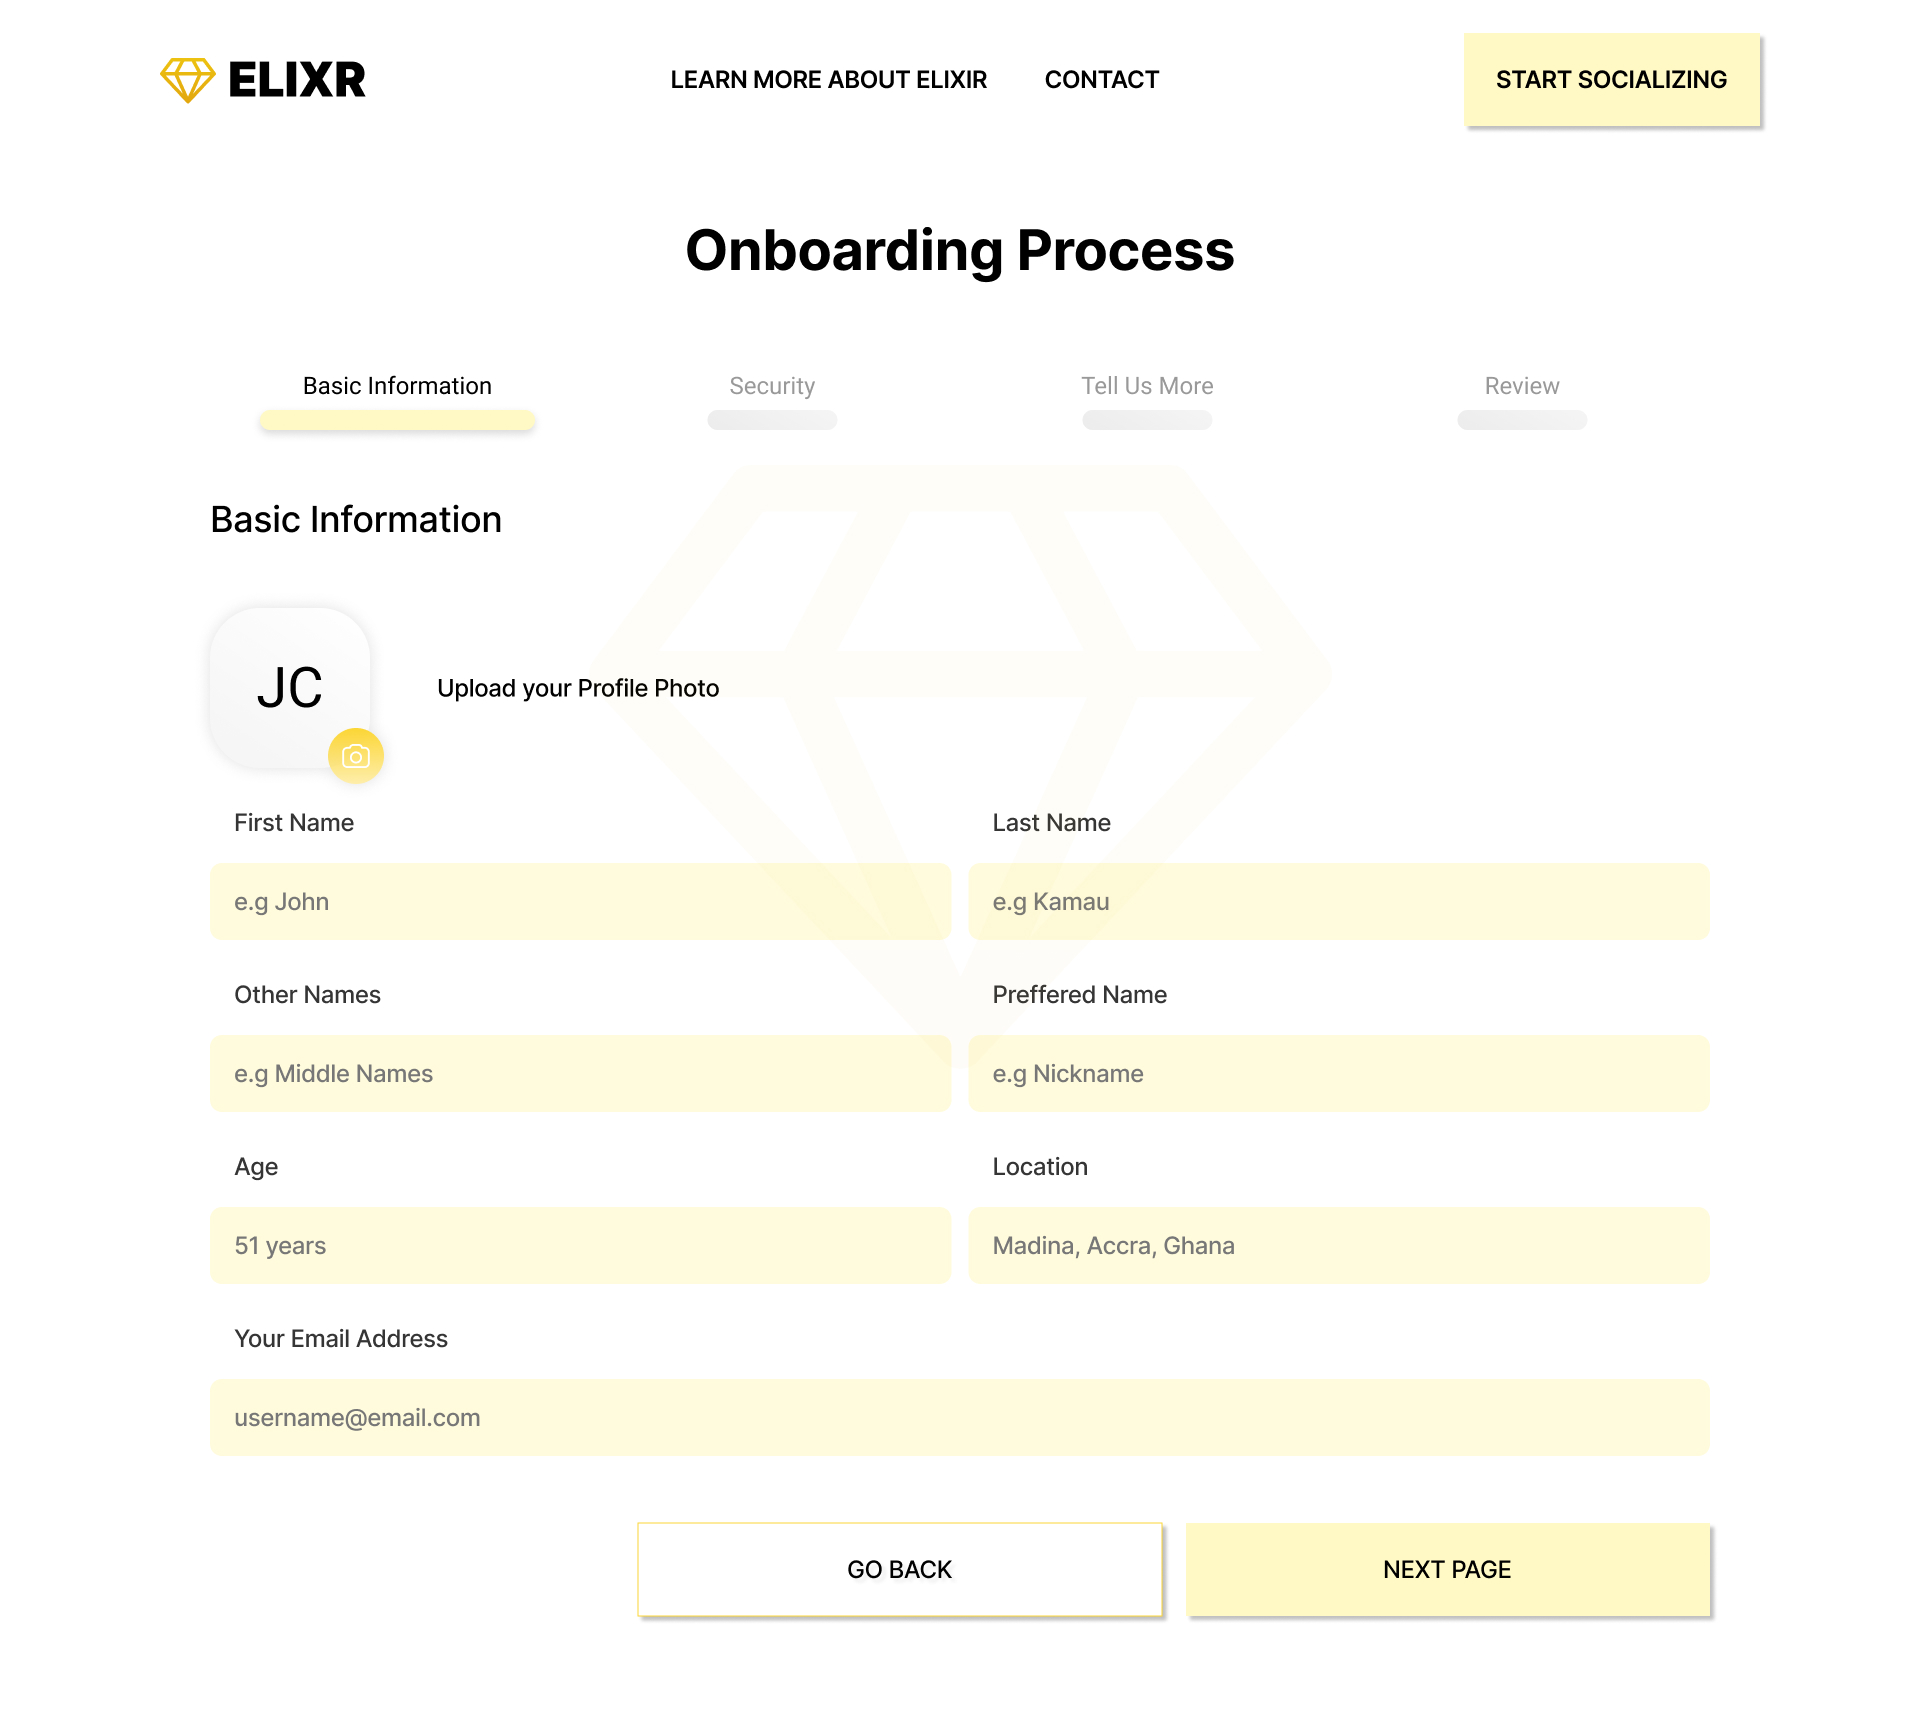 ELIXR
LEARN MORE ABOUT ELIXIR
CONTACT
START SOCIALIZING
Onboarding Process
Basic Information
Security
Tell Us More
Review
Basic Information
JC
Upload your Profile Photo
First Name
Last Name
e.g John
e.g Kamau
Other Names
Preffered Name
e.g Middle Names
e.g Nickname
Age
Location
51 years
Madina, Accra, Ghana
Your Email Address
username@email.com
GO BACK
NEXT PAGE